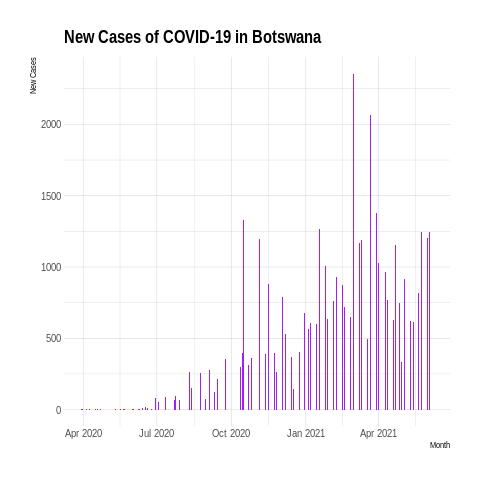 New Cases of COVID-19 in Botswana
New Cases
2000
1500
1000
500
0
Apr 2020 Jul 2020 Oct 2020 Jan 2021 Apr 2021
Month